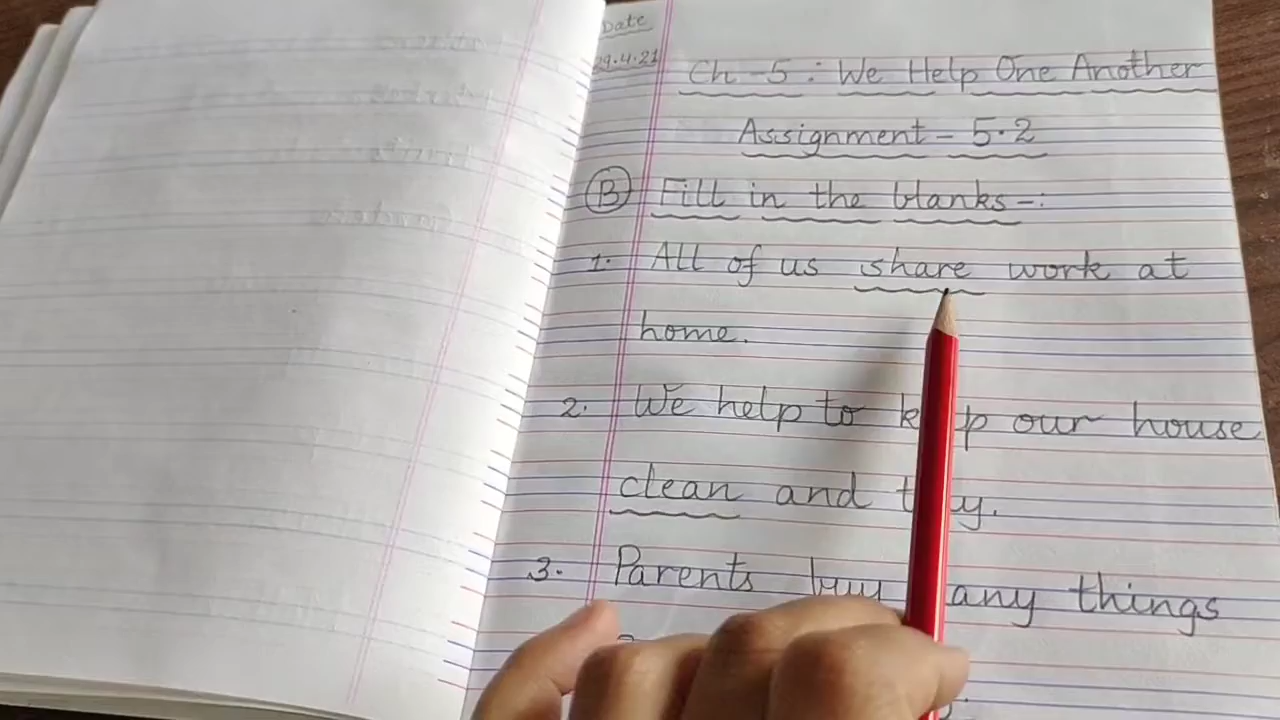 Date
29.4.21
Ch-5: We Help One Another
Assignment - 5.2
B Fill in the blanks-:
1. All of us share work at
home.
2. We help to our house
clean and
3. Parents buy things